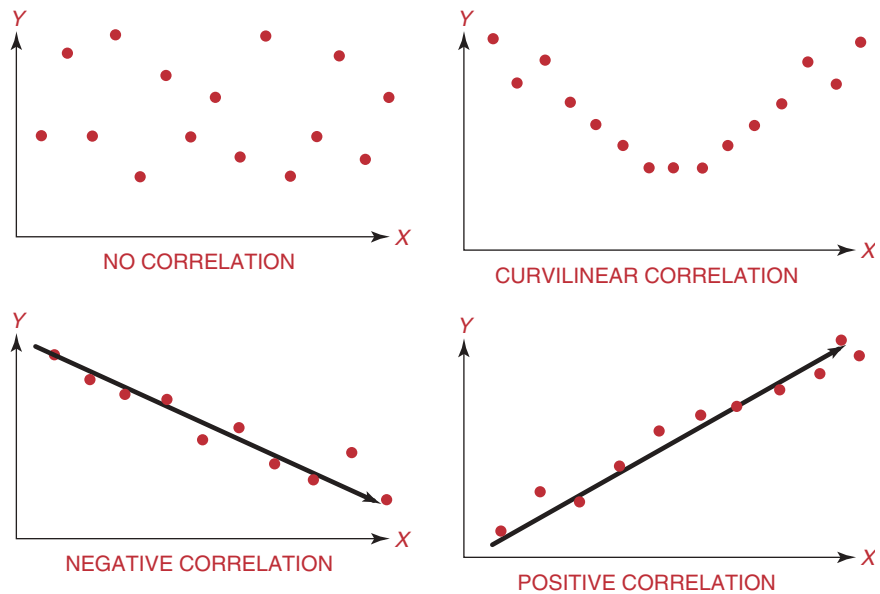 Y
X
NO CORRELATION
Y
X
CURVILINEAR CORRELATION
Y
X
NEGATIVE CORRELATION
Y
X
POSITIVE CORRELATION